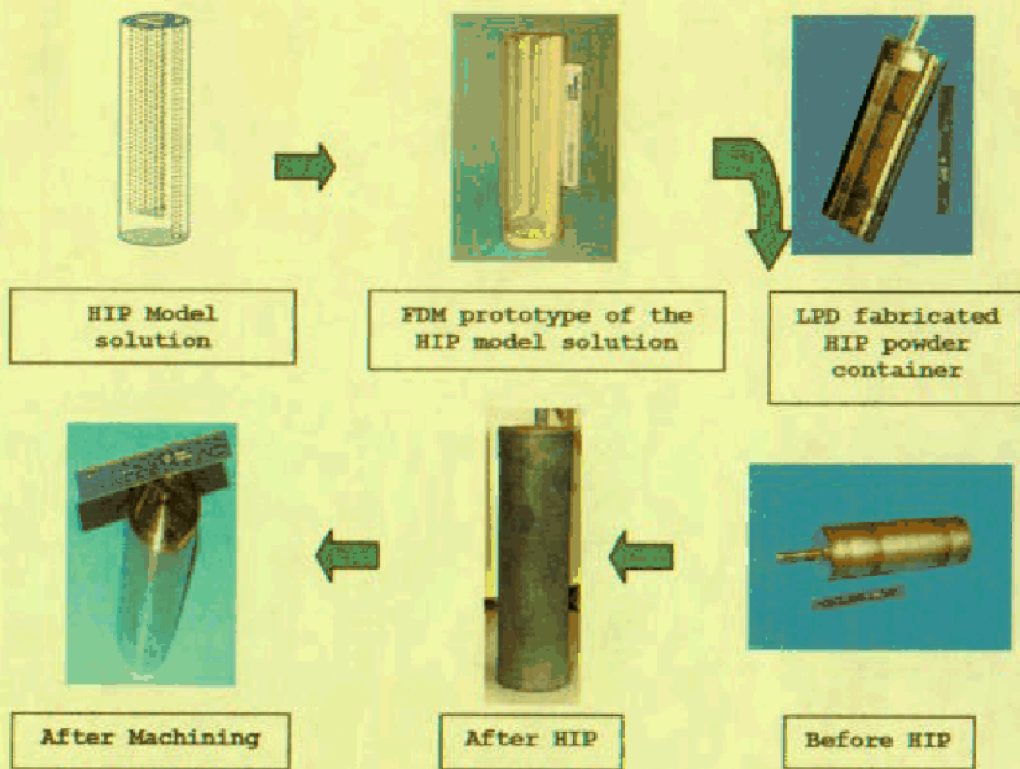 HIP Model
solution
FDM prototype of the
HIP model solution
LPD fabricated
HIP powder
container
After Machining
After HIP
Before HIP